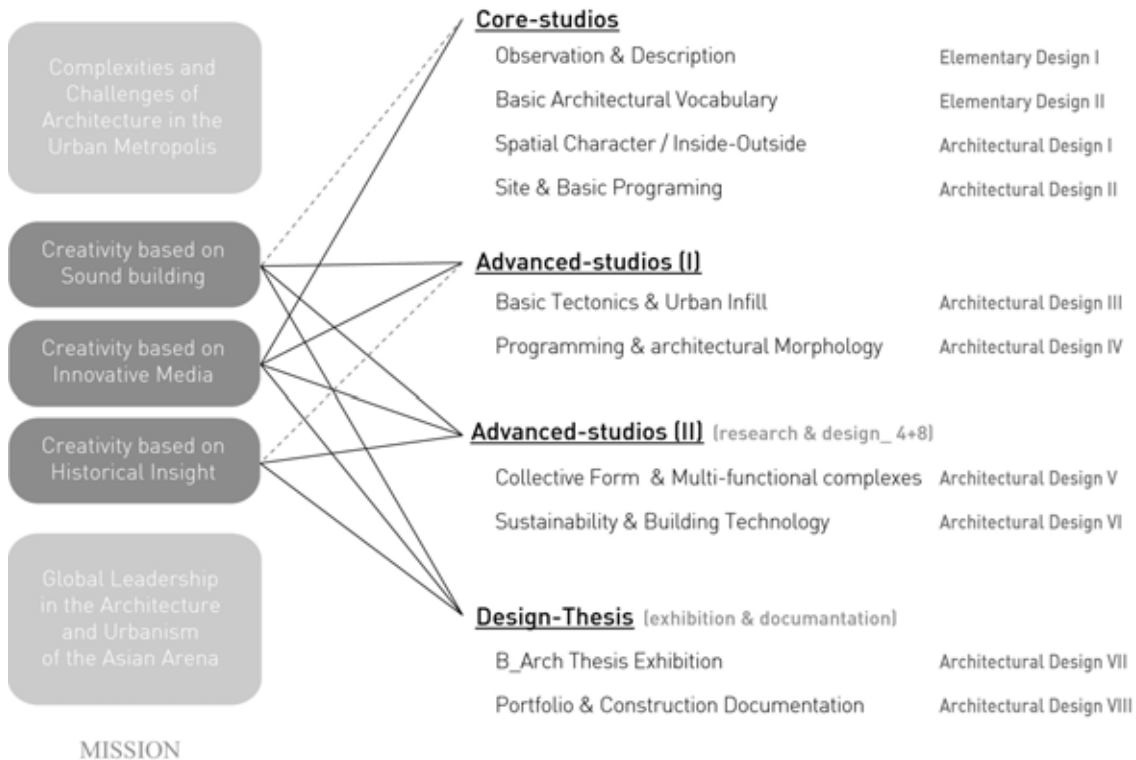 Complexities and
Challenges of
Architecture in the
Urban Metropolis
Creativity based on
Sound building
Creativity based on
Innovative Media
Creativity based on
Historical Insight
Global Leadership
in the Architecture
and Urbanism
of the Asian Arena
MISSION
Core-studios
Observation & Description Elementary Design I
Basic Architectural Vocabulary Elementary Design II
Spatial Character / Inside-Outside Architectural Design I
Site & Basic Programing Architectural Design II
Advanced-studios (I)
Basic Tectonics & Urban Infill Architectural Design III
Programming & architectural Morphology Architectural Design IV
Advanced-studios (II) (research & design_ 4+8)
Collective Form & Multi-functional complexes Architectural Design V
Sustainability & Building Technology Architectural Design VI
Design-Thesis (exhibition & documantation)
B_Arch Thesis Exhibition Architectural Design VII
Portfolio & Construction Documentation Architectural Design VIII